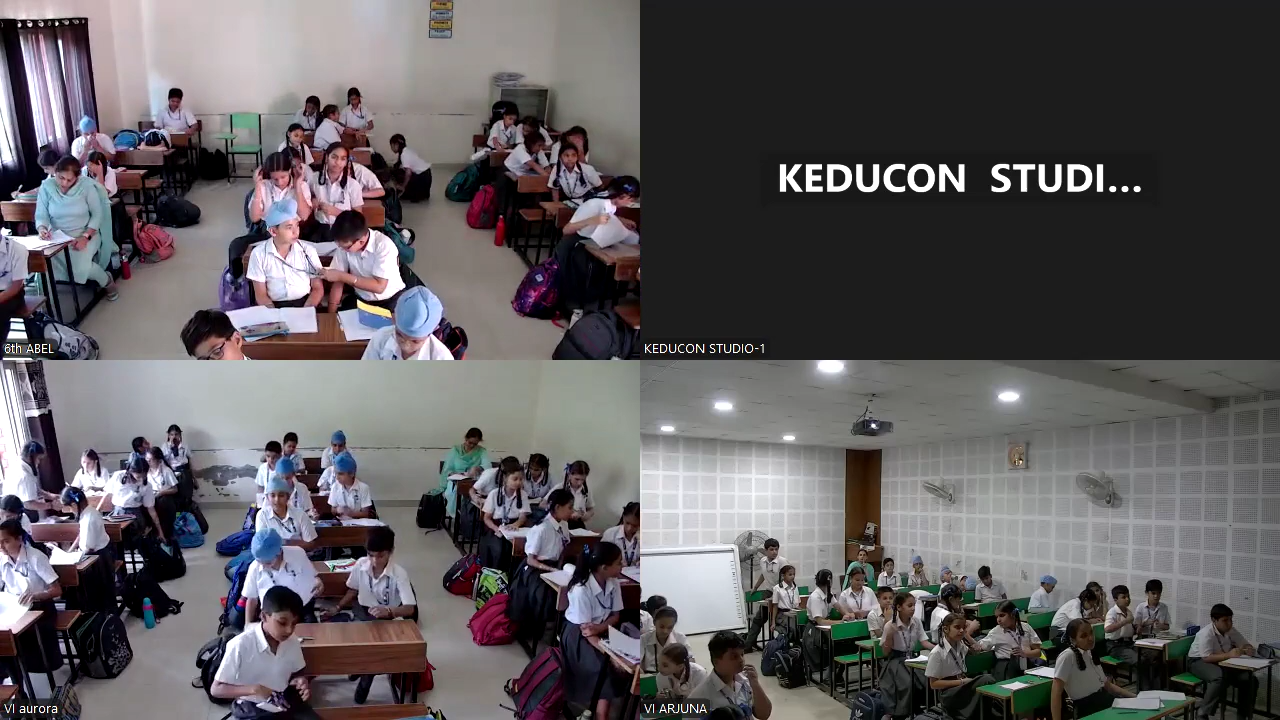 6th ABEL
KEDUCON STUDI...
KEDUCON STUDIO-1
VI aurora
VI ARJUNA